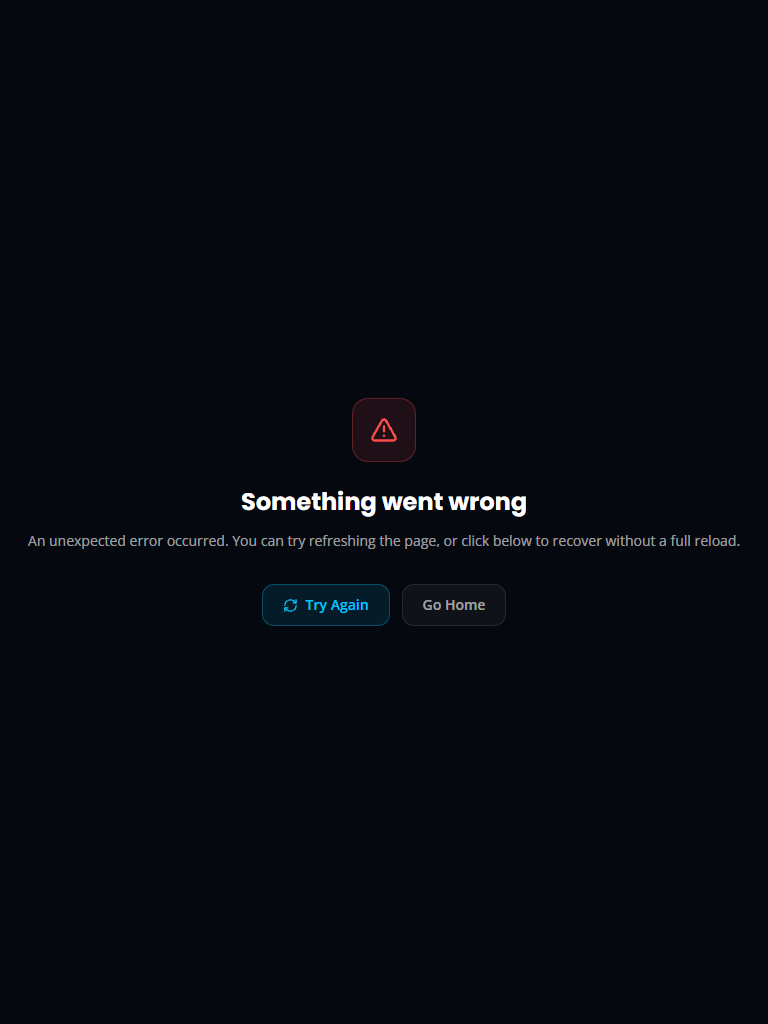 Something went wrong
An unexpected error occurred. You can try refreshing the page, or click below to recover without a full reload.
Try Again
Go Home